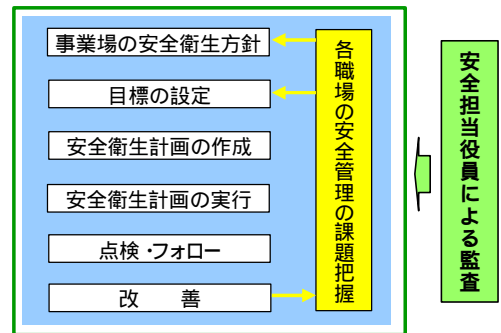 事業場の安全衛生方針
目標の設定
安全衛生計画の作成
安全衛生計画の実行
点検・フォロー
改　善
各職場の安全管理の課題把握
安全担当役員による監査